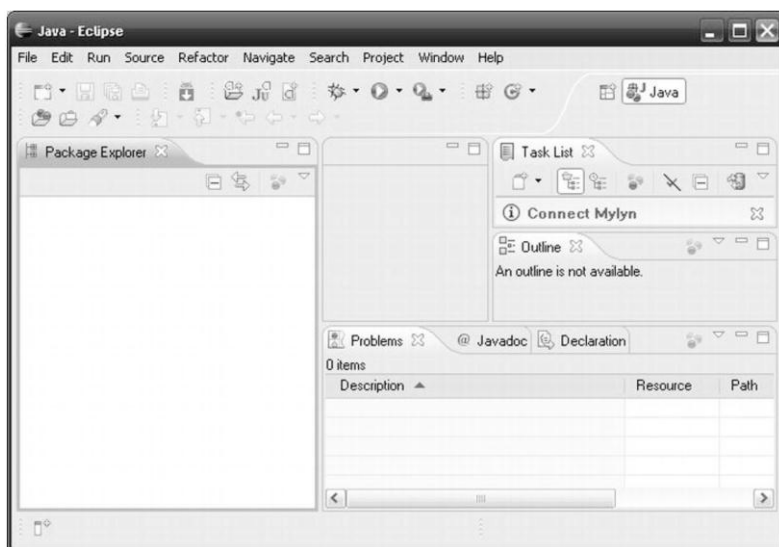 Java - Eclipse
File Edit Run Source Refactor Navigate Search Project Window Help
Java
Package Explorer
Task List
Connect Mylyn
Outline
An outline is not available.
Problems @ Javadoc Declaration
0 items
Description Resource Path